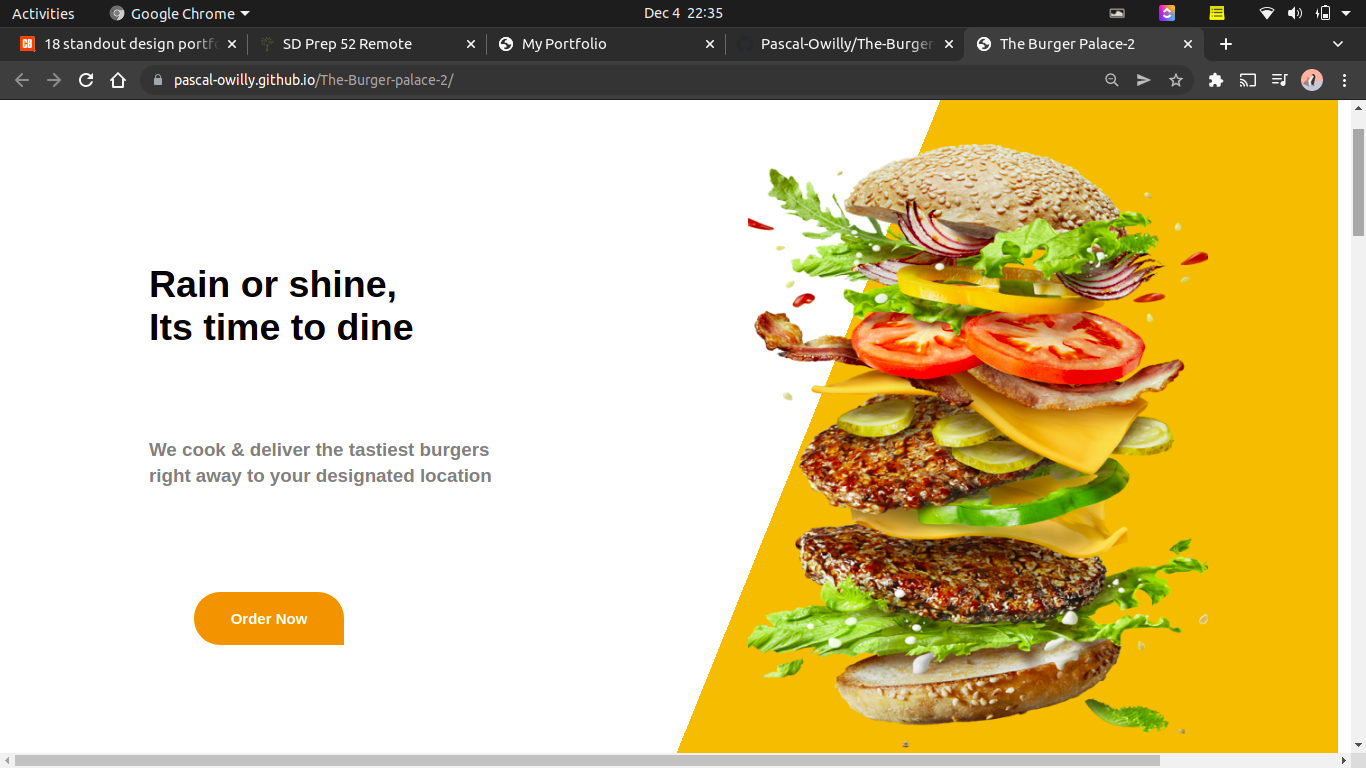 Activities
Google Chrome
Dec 4 22:35
18 standout design portfo
SD Prep 52 Remote
My Portfolio
Pascal-Owilly/The-Burger
The Burger Palace-2
pascal-owilly.github.io/The-Burger-palace-2/
Rain or shine,
Its time to dine
We cook & deliver the tastiest burgers
right away to your designated location
Order Now